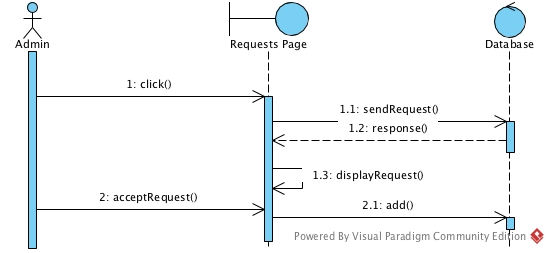 Admin
Requests Page
Database
1: click()
1.1: sendRequest()
1.2: response()
1.3: displayRequest()
2: acceptRequest()
2.1: add()
Powered By Visual Paradigm Community Edition